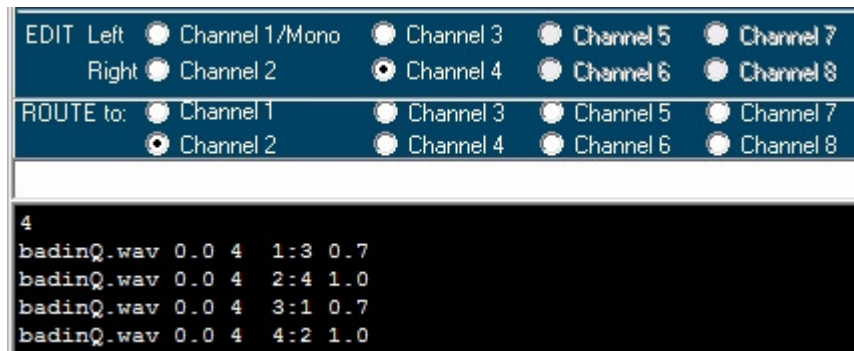 EDIT Left Channel 1/Mono Channel 3 Channel 5 Channel 7
Right Channel 2 Channel 4 Channel 6 Channel 8
ROUTE to: Channel 1 Channel 3 Channel 5 Channel 7
Channel 2 Channel 4 Channel 6 Channel 8
4
badinQ.wav 0.0 4  1:3 0.7
badinQ.wav 0.0 4  2:4 1.0
badinQ.wav 0.0 4  3:1 0.7
badinQ.wav 0.0 4  4:2 1.0